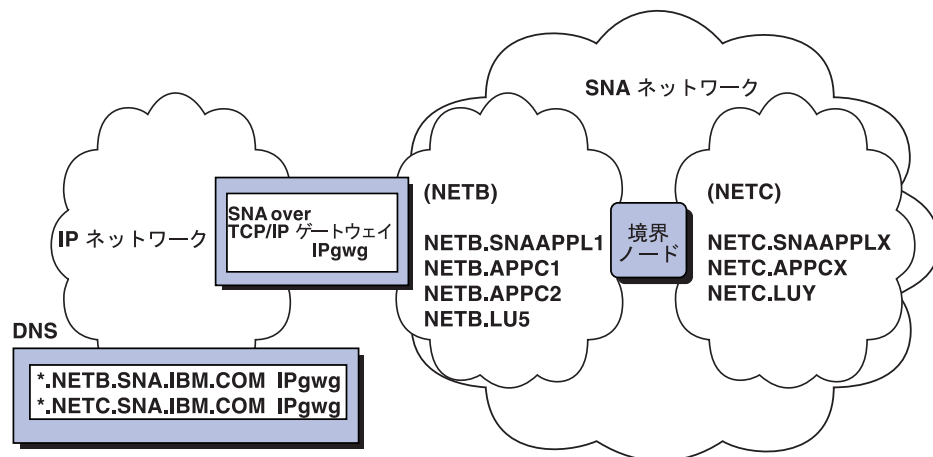 SNA ネットワーク
(NETB)
(NETC)
SNA over
TCP/IP ゲートウェイ
IPgwg
IP ネットワーク
境界
ノード
NETB.SNAAPPL1
NETB.APPC1
NETB.APPC2
NETB.LU5
NETC.SNAAPPLX
NETC.APPCX
NETC.LUY
DNS
*.NETB.SNA.IBM.COM IPgwg
*.NETC.SNA.IBM.COM IPgwg